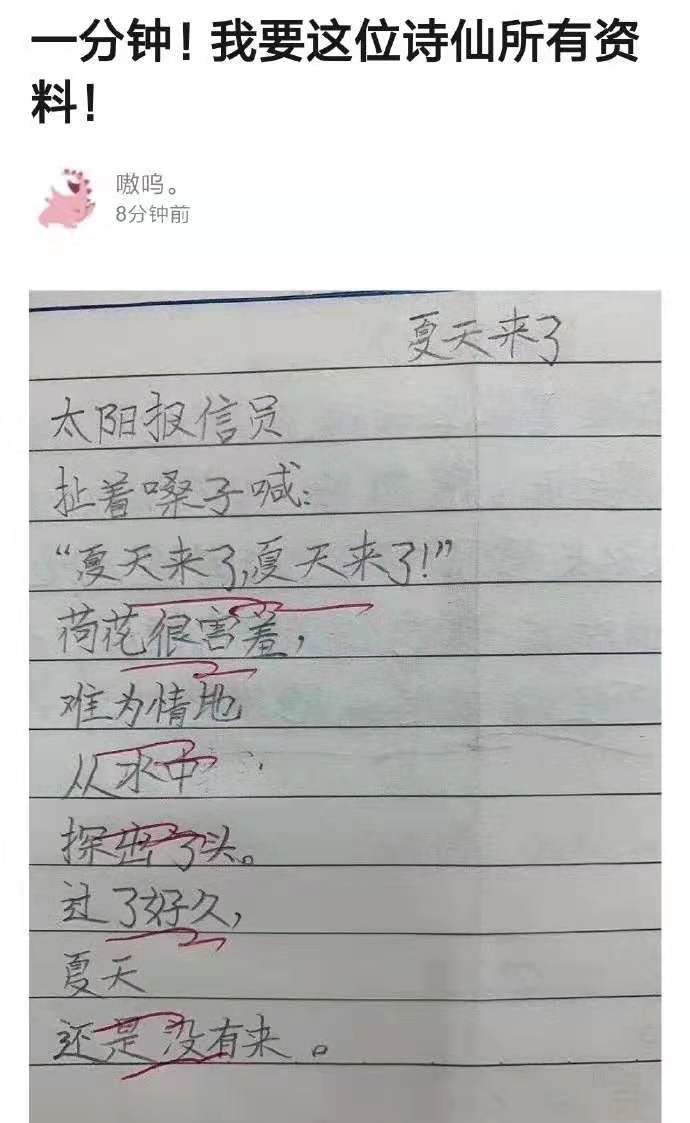 一分钟！我要这位诗仙所有资
料！
嗷呜。
8分钟前
夏天来了
太阳报信员
扯着嗓子喊：
“夏天来了,夏天来了!”
荷花很害羞，
难为情地
从水中
探出了头。
过了好久，
夏天
还是没有来。